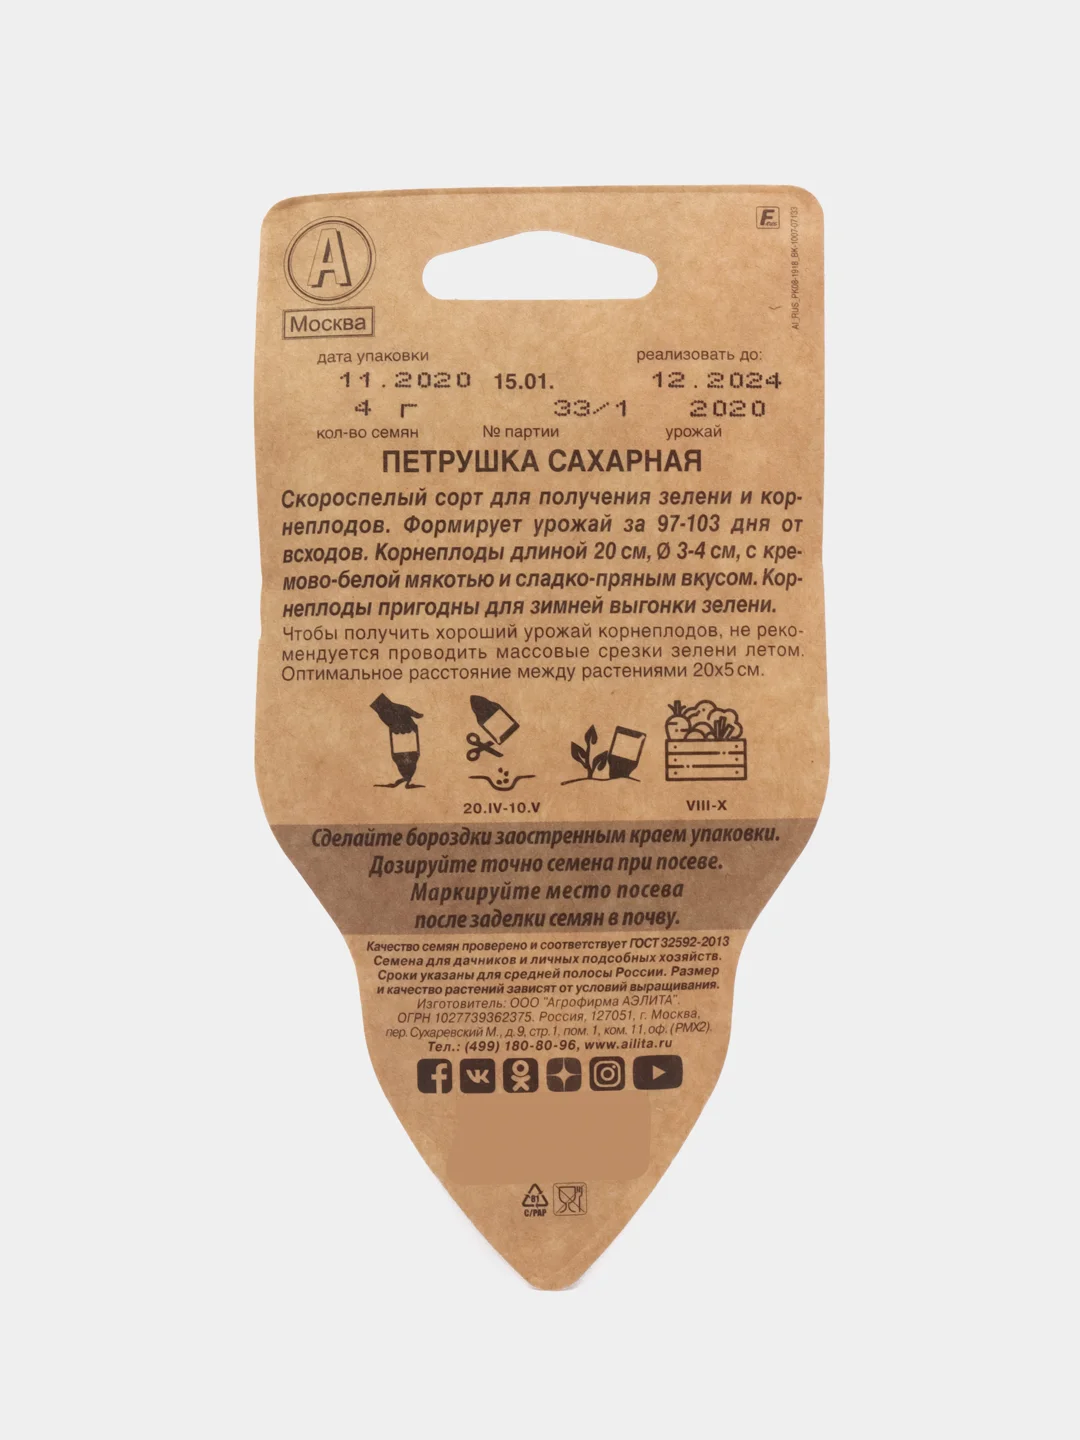 А
Москва
F
AI_RUS_PK08-1918_BK-1007-07133
дата упаковки
реализовать до:
11.2020 15.01. 12.2024
4 г 33/1 2020
кол-во семян № партии урожай
ПЕТРУШКА САХАРНАЯ
Скороспелый сорт для получения зелени и кор-
неплодов. Формирует урожай за 97-103 дня от
всходов. Корнеплоды длиной 20 см, Ø 3-4 см, с кре-
мово-белой мякотью и сладко-пряным вкусом. Кор-
неплоды пригодны для зимней выгонки зелени.
Чтобы получить хороший урожай корнеплодов, не реко-
мендуется проводить массовые срезки зелени летом.
Оптимальное расстояние между растениями 20х5 см.
20.IV-10.V VIII-X
Сделайте бороздки заостренным краем упаковки.
Дозируйте точно семена при посеве.
Маркируйте место посева
после заделки семян в почву.
Качество семян проверено и соответствует ГОСТ 32592-2013
Семена для дачников и личных подсобных хозяйств.
Сроки указаны для средней полосы России. Размер
и качество растений зависят от условий выращивания.
Изготовитель: ООО "Агрофирма АЭЛИТА".
ОГРН 1027739362375. Россия, 127051, г. Москва,
пер. Сухаревский М., д.9, стр.1, пом. 1, ком. 11, оф. (РМХ2).
Тел.: (499) 180-80-96, www.ailita.ru
81
C/PAP